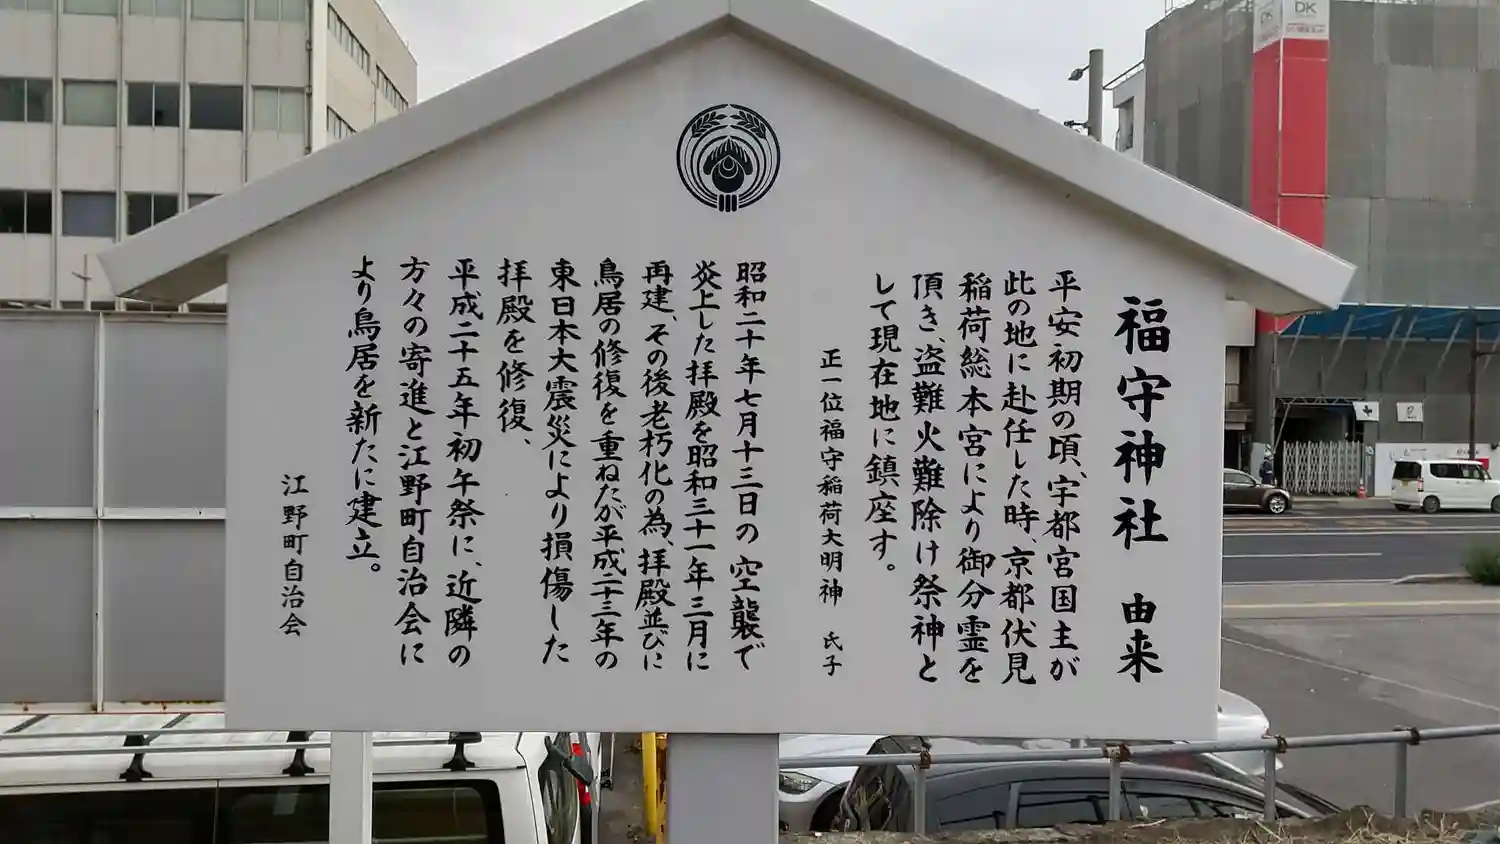 福守神社　由来
平安初期の頃、宇都宮国主が
此の地に赴任した時、京都伏見
稲荷総本宮により御分霊を
頂き、盗難火難除け祭神と
して現在地に鎮座す。
正一位福守稲荷大明神　氏子
昭和二十年七月十三日の空襲で
炎上した拝殿を昭和三十一年三月に
再建、その後老朽化の為、拝殿並びに
鳥居の修復を重ねたが平成二十三年の
東日本大震災により損傷した
拝殿を修復、
平成二十五年初午祭に、近隣の
方々の寄進と江野町自治会に
より鳥居を新たに建立。
江野町自治会
DK
DK